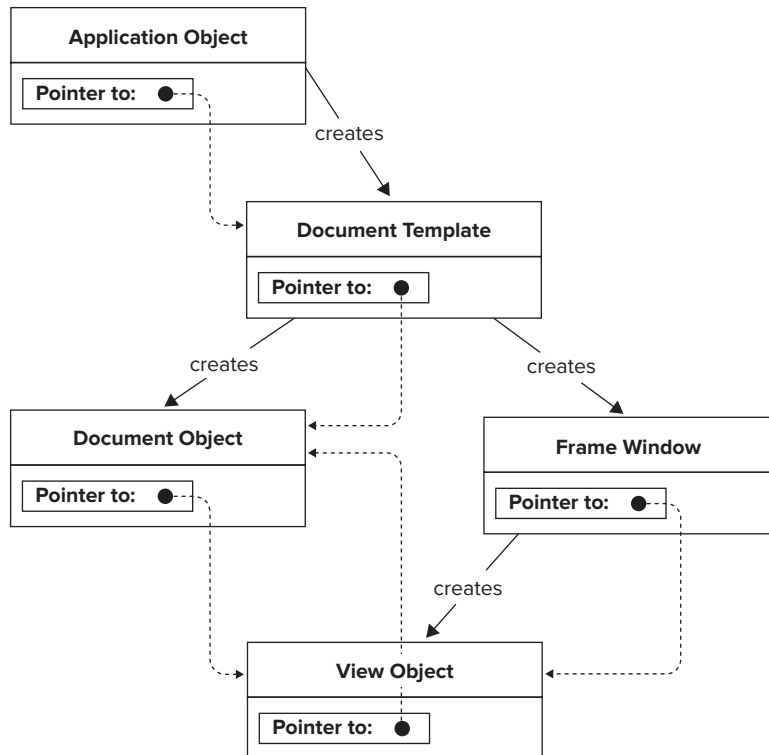 Application Object
Pointer to:
creates
Document Template
Pointer to:
creates
creates
Document Object
Pointer to:
Frame Window
Pointer to:
creates
View Object
Pointer to: